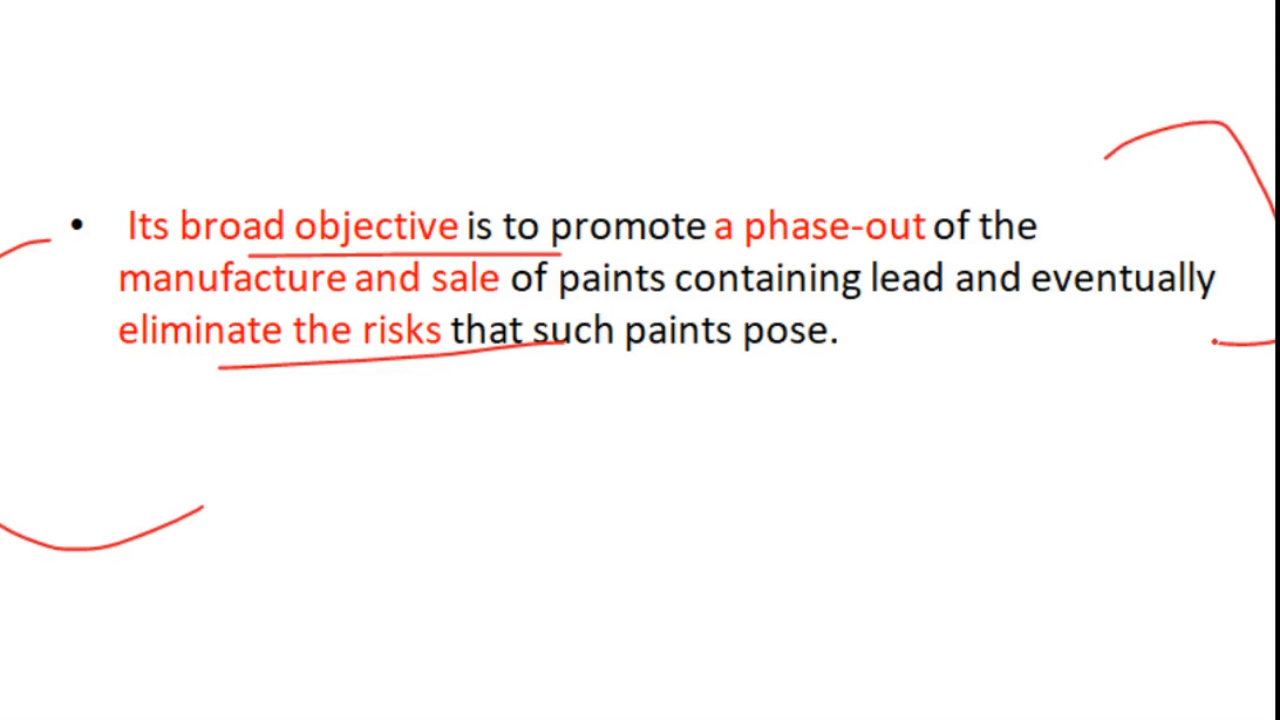 • Its broad objective is to promote a phase-out of the
manufacture and sale of paints containing lead and eventually
eliminate the risks that such paints pose.